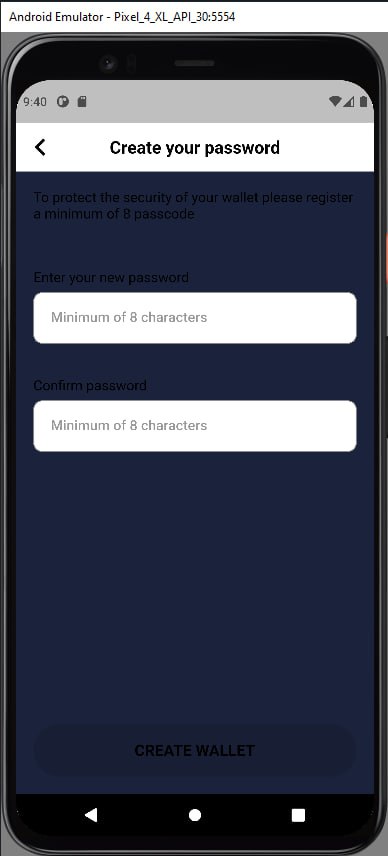 Android Emulator - Pixel_4_XL_API_30:5554
9:40
Create your password
To protect the security of your wallet please register
a minimum of 8 passcode
Enter your new password
Minimum of 8 characters
Confirm password
Minimum of 8 characters
CREATE WALLET